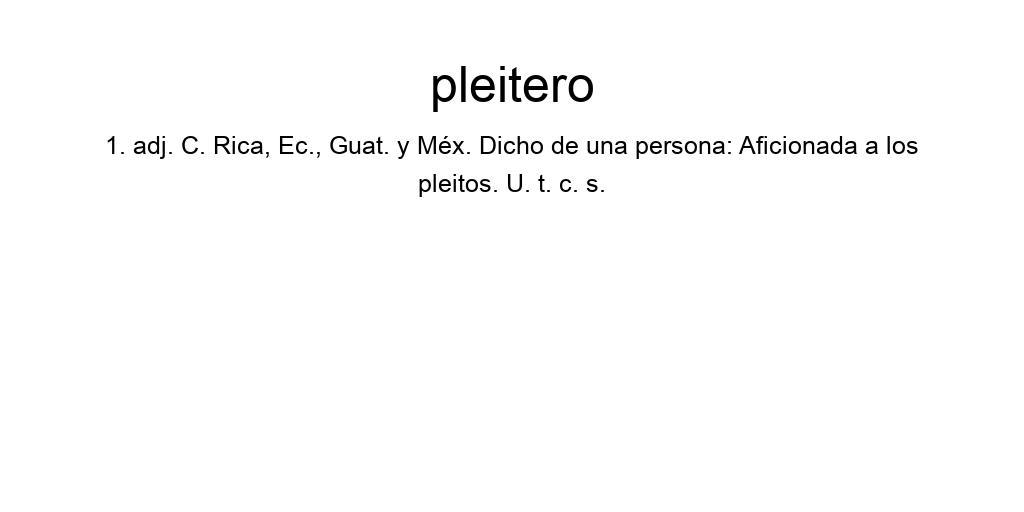 pleitero
1. adj. C. Rica, Ec., Guat. y Méx. Dicho de una persona: Aficionada a los
pleitos. U. t. c. s.